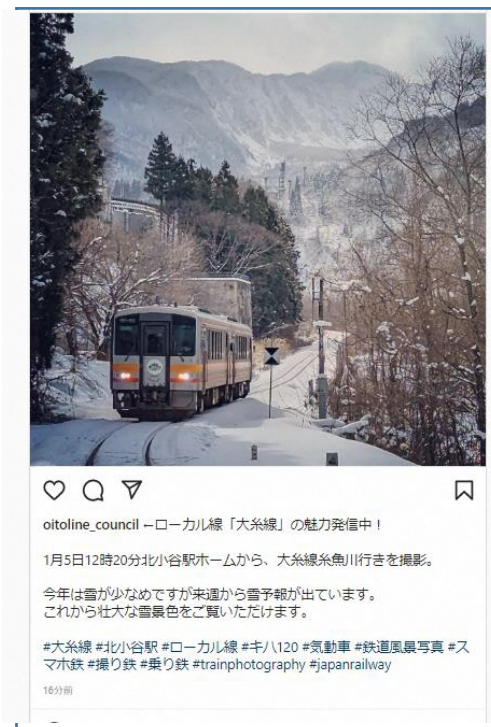 oitoline_council ←ローカル線「大糸線」の魅力発信中！
1月5日12時20分北小谷駅ホームから、大糸線糸魚川行きを撮影。
今年は雪が少なめですが来週から雪予報が出ています。
これから壮大な雪景色をご覧いただけます。
#大糸線 #北小谷駅 #ローカル線 #キハ120 #気動車 #鉄道風景写真 #ス
マホ鉄 #撮り鉄 #乗り鉄 #trainphotography #japanrailway
16分前